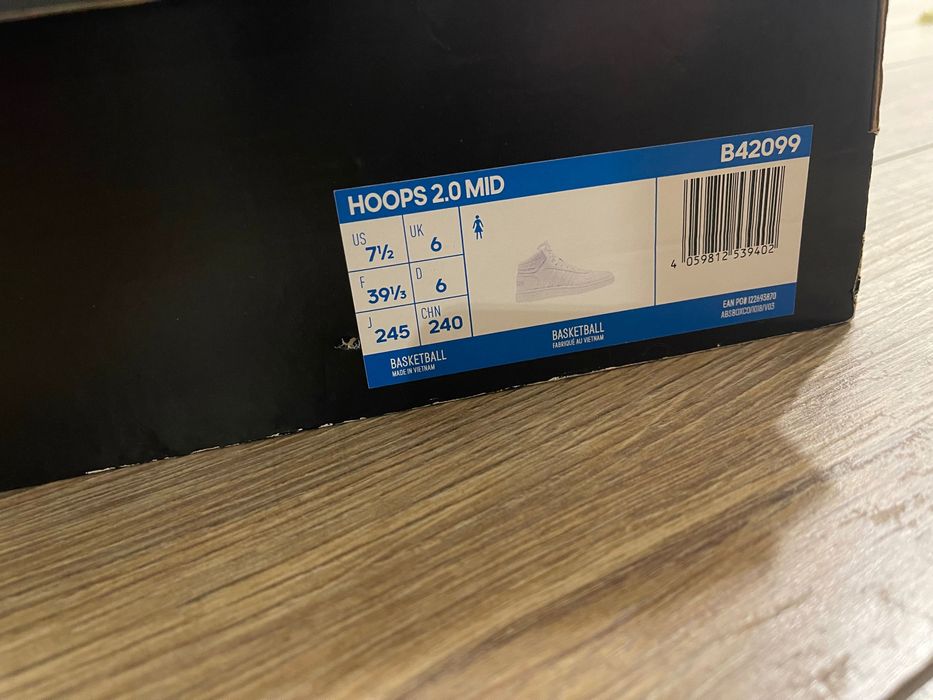 HOOPS 2.0 MID
B42099
US 7½
UK 6
F 39⅓
D 6
J 245
CHN 240
4 059812 539402
BASKETBALL
MADE IN VIETNAM
BASKETBALL
FABRIQUÉ AU VIETNAM
EAN PO# 122693870